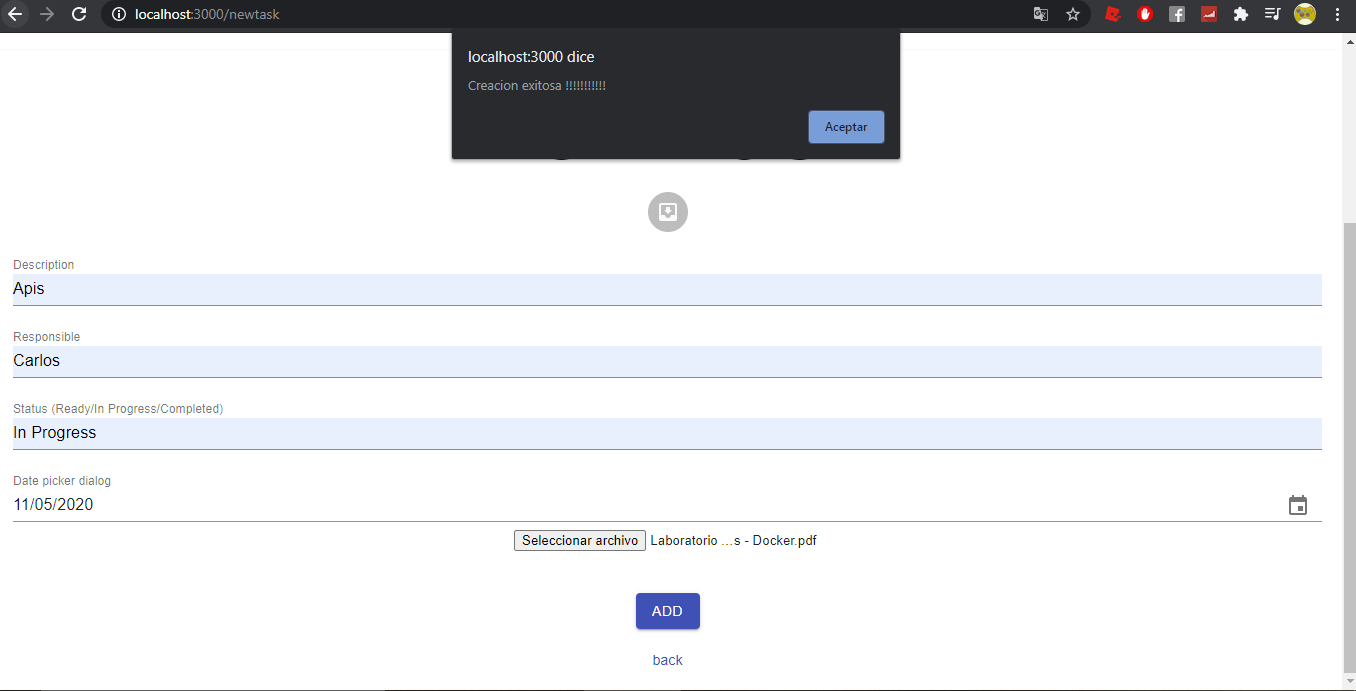 localhost:3000/newtask
localhost:3000 dice
Creacion exitosa !!!!!!!!!!!
Aceptar
Description
Apis
Responsible
Carlos
Status (Ready/In Progress/Completed)
In Progress
Date picker dialog
11/05/2020
Seleccionar archivo Laboratorio ...s - Docker.pdf
ADD
back